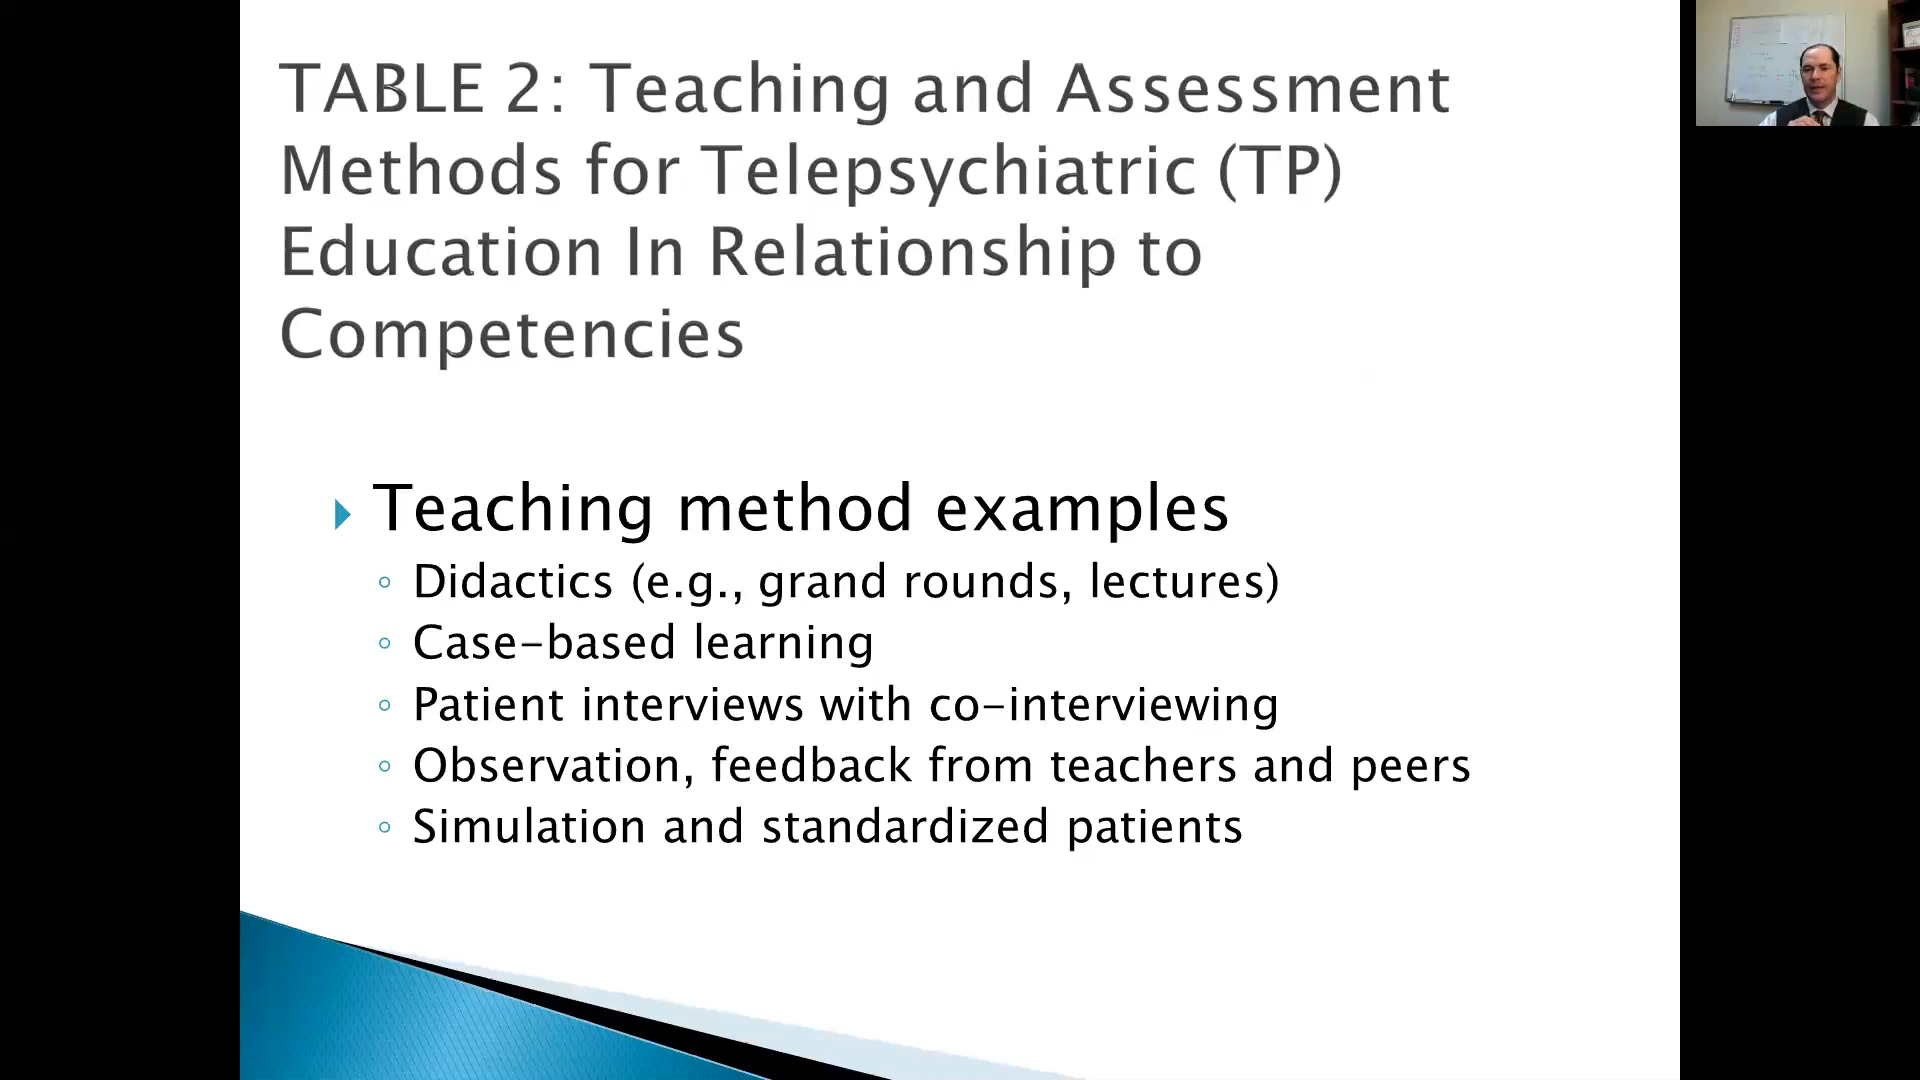 TABLE 2: Teaching and Assessment
Methods for Telepsychiatric (TP)
Education In Relationship to
Competencies
Teaching method examples
Didactics (e.g., grand rounds, lectures)
Case-based learning
Patient interviews with co-interviewing
Observation, feedback from teachers and peers
Simulation and standardized patients